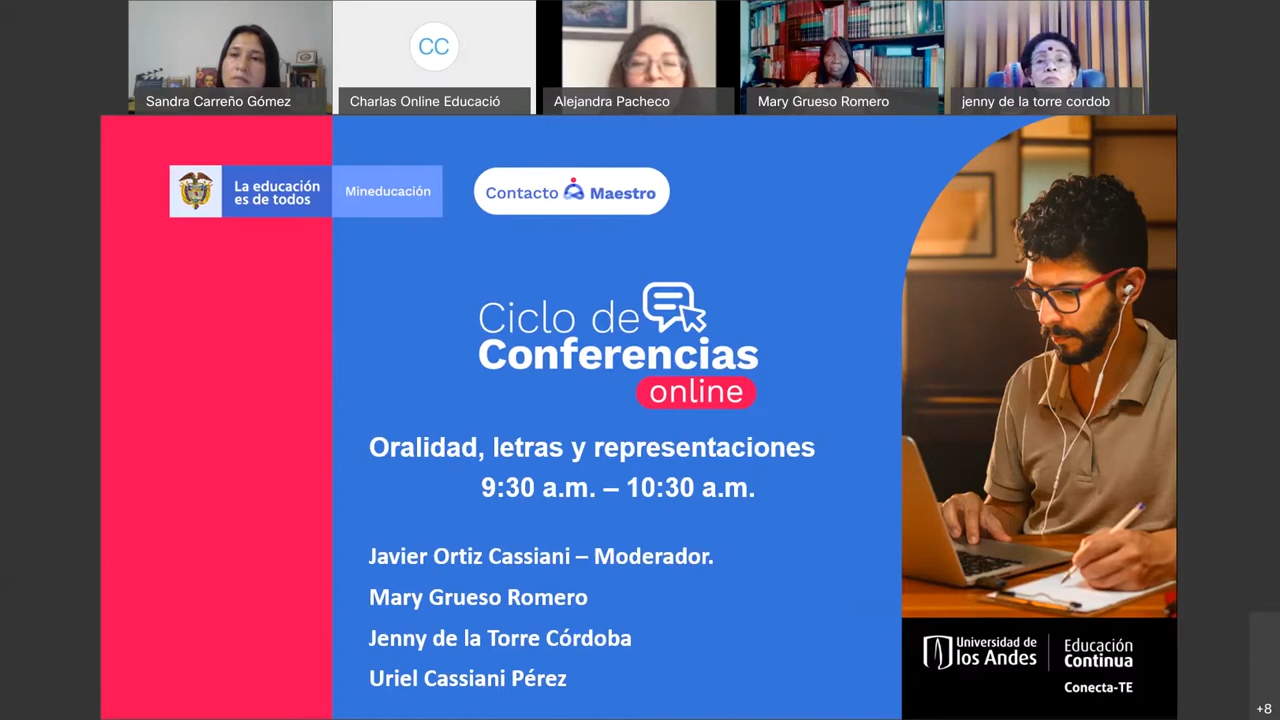 CC
Sandra Carreño Gómez
Charlas Online Educació
Alejandra Pacheco
Mary Grueso Romero
jenny de la torre cordob
La educación
es de todos
Mineducación
Contacto Maestro
Ciclo de
Conferencias
online
Oralidad, letras y representaciones
9:30 a.m. – 10:30 a.m.
Javier Ortiz Cassiani – Moderador.
Mary Grueso Romero
Jenny de la Torre Córdoba
Uriel Cassiani Pérez
Universidad de
los Andes
Educación
Continua
Conecta-TE
+8